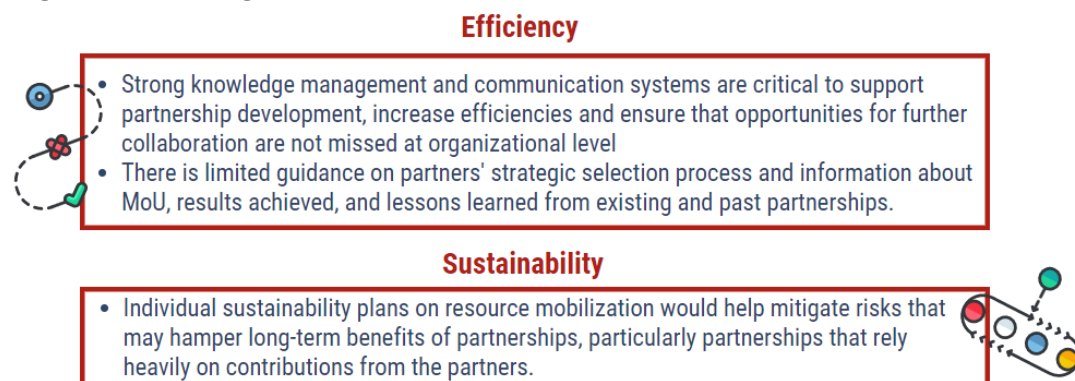 Efficiency
• Strong knowledge management and communication systems are critical to support
partnership development, increase efficiencies and ensure that opportunities for further
collaboration are not missed at organizational level
• There is limited guidance on partners' strategic selection process and information about
MoU, results achieved, and lessons learned from existing and past partnerships.
Sustainability
• Individual sustainability plans on resource mobilization would help mitigate risks that
may hamper long-term benefits of partnerships, particularly partnerships that rely
heavily on contributions from the partners.